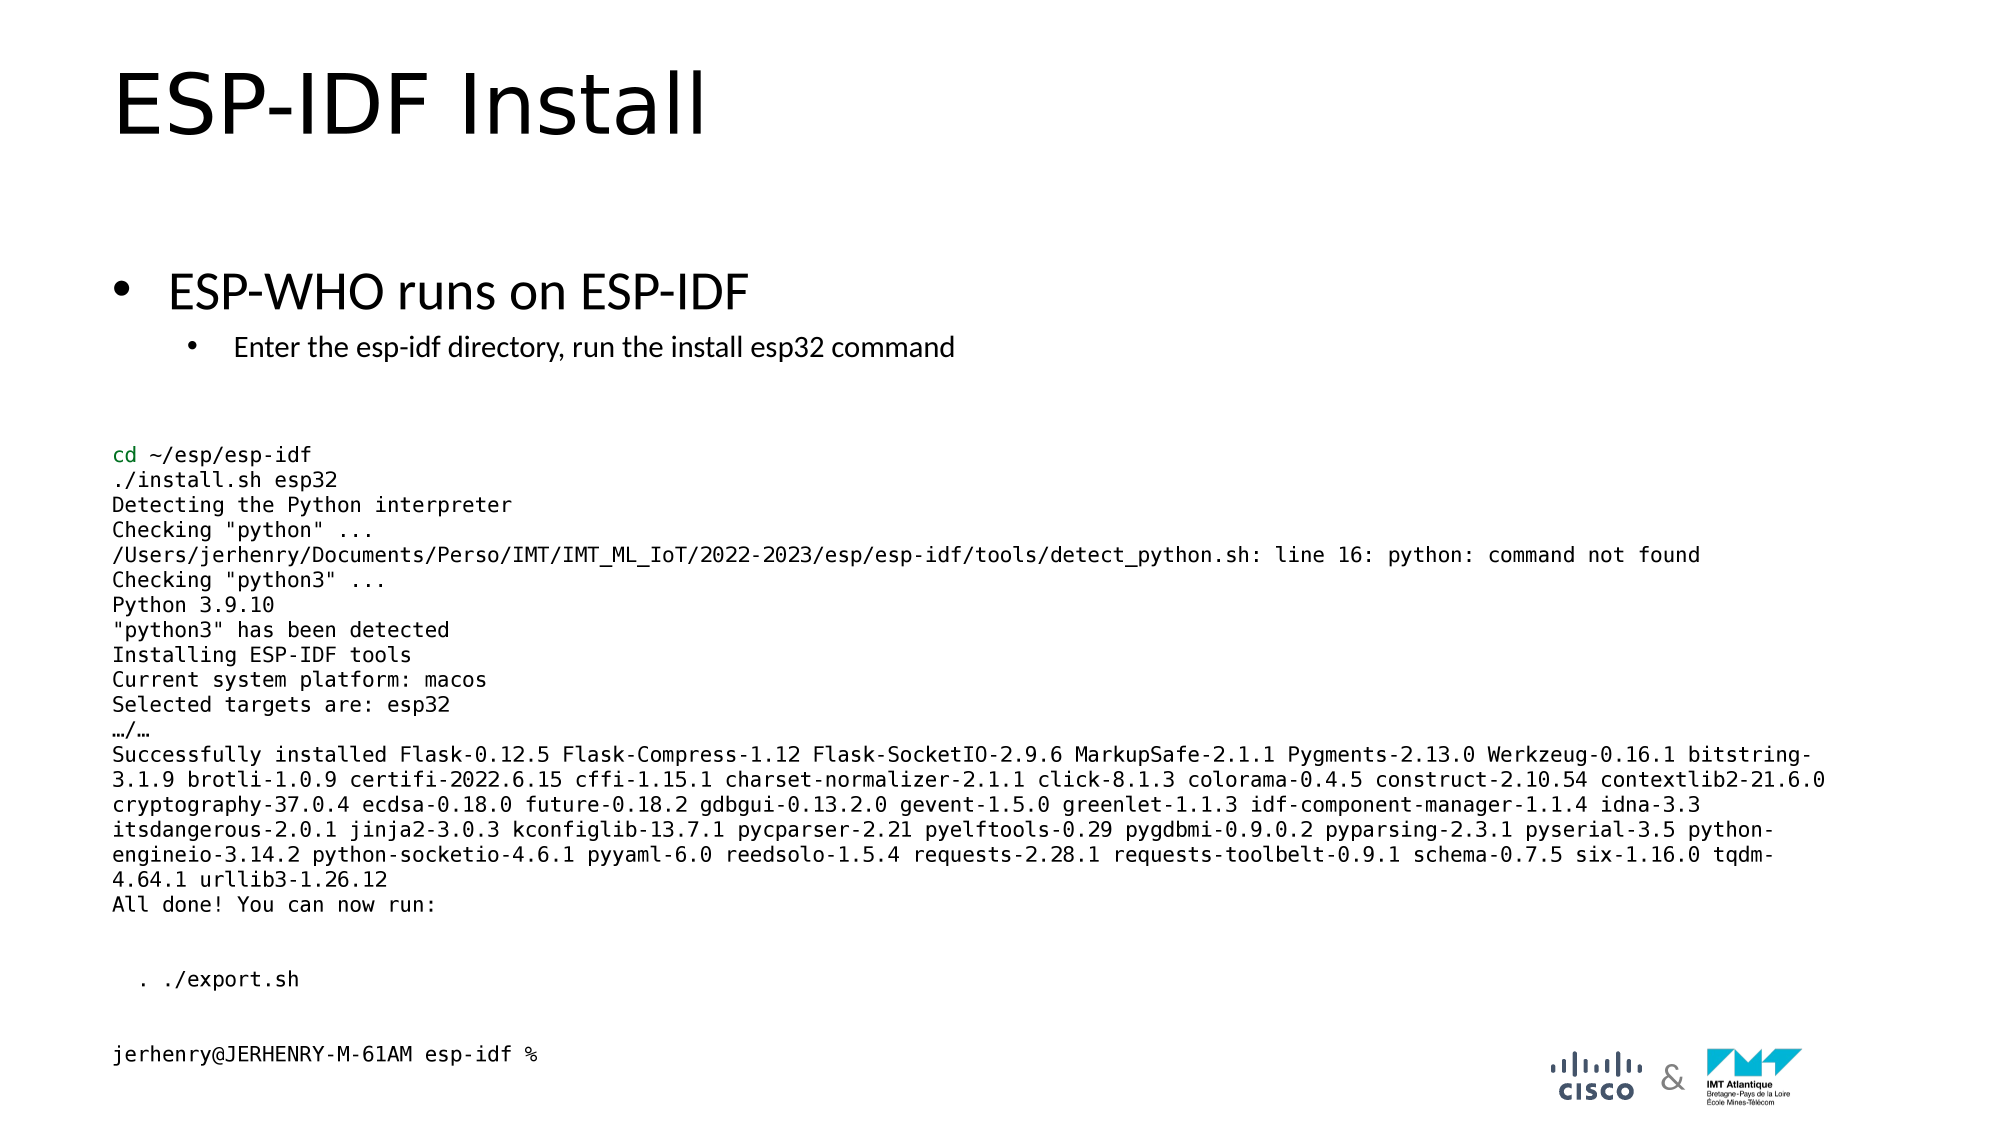 ESP-IDF Install
• ESP-WHO runs on ESP-IDF
• Enter the esp-idf directory, run the install esp32 command
cd ~/esp/esp-idf
./install.sh esp32
Detecting the Python interpreter
Checking "python" ...
/Users/jerhenry/Documents/Perso/IMT/IMT_ML_IoT/2022-2023/esp/esp-idf/tools/detect_python.sh: line 16: python: command not found
Checking "python3" ...
Python 3.9.10
"python3" has been detected
Installing ESP-IDF tools
Current system platform: macos
Selected targets are: esp32
…/…
Successfully installed Flask-0.12.5 Flask-Compress-1.12 Flask-SocketIO-2.9.6 MarkupSafe-2.1.1 Pygments-2.13.0 Werkzeug-0.16.1 bitstring-
3.1.9 brotli-1.0.9 certifi-2022.6.15 cffi-1.15.1 charset-normalizer-2.1.1 click-8.1.3 colorama-0.4.5 construct-2.10.54 contextlib2-21.6.0
cryptography-37.0.4 ecdsa-0.18.0 future-0.18.2 gdbgui-0.13.2.0 gevent-1.5.0 greenlet-1.1.3 idf-component-manager-1.1.4 idna-3.3
itsdangerous-2.0.1 jinja2-3.0.3 kconfiglib-13.7.1 pycparser-2.21 pyelftools-0.29 pygdbmi-0.9.0.2 pyparsing-2.3.1 pyserial-3.5 python-
engineio-3.14.2 python-socketio-4.6.1 pyyaml-6.0 reedsolo-1.5.4 requests-2.28.1 requests-toolbelt-0.9.1 schema-0.7.5 six-1.16.0 tqdm-
4.64.1 urllib3-1.26.12
All done! You can now run:
. ./export.sh
jerhenry@JERHENRY-M-61AM esp-idf %
CISCO & IMT Atlantique
Bretagne-Pays de la Loire
École Mines-Télécom